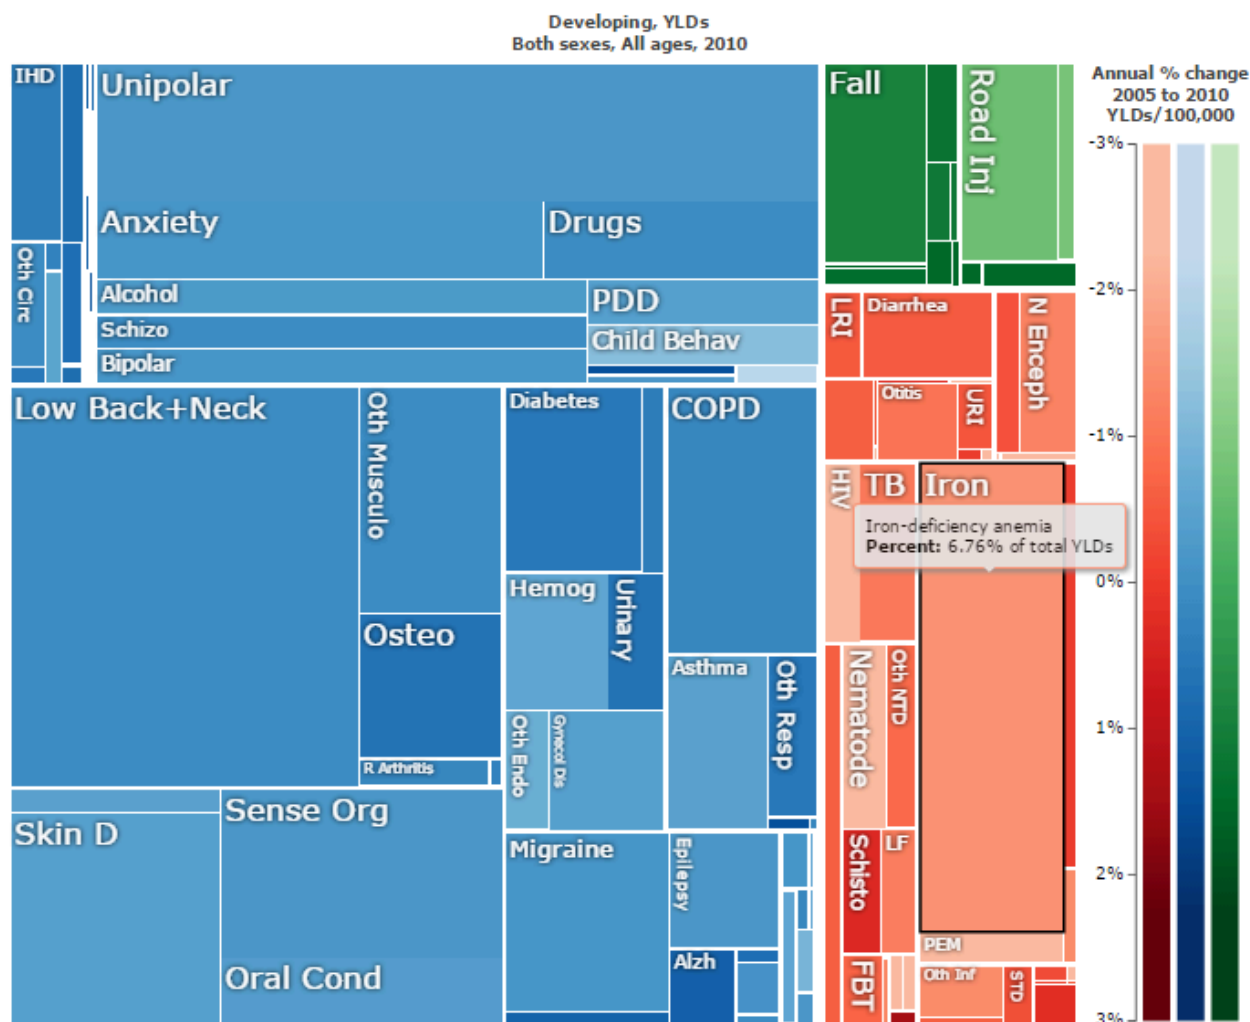 Developing, YLDs
Both sexes, All ages, 2010
IHD
Unipolar
Anxiety
Drugs
Oth Circ
Alcohol
PDD
Schizo
Child Behav
Bipolar
Fall
Road Inj
LRI
Diarrhea
N Enceph
Otitis
URI
Low Back+Neck
Oth Musculo
Diabetes
COPD
Hemog
Urinary
Osteo
Asthma
Oth Resp
R Arthritis
Oth Endo
Gynecol Dis
Skin D
Sense Org
Oral Cond
Migraine
Epilepsy
Alzh
HIV
TB
Iron
Iron-deficiency anemia
Percent: 6.76% of total YLDs
Nematode
Oth NTD
Schisto
LF
PEM
FBT
Oth Inf
STD
Annual % change
2005 to 2010
YLDs/100,000
-3%
-2%
-1%
0%
1%
2%
3%